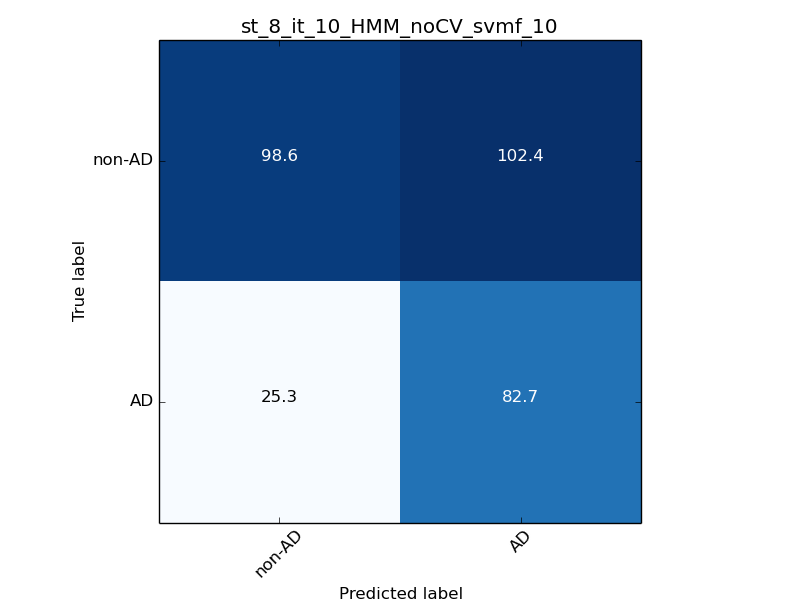 st_8_it_10_HMM_noCV_svmf_10
non-AD
98.6
102.4
True label
AD
25.3
82.7
non-AD
AD
Predicted label